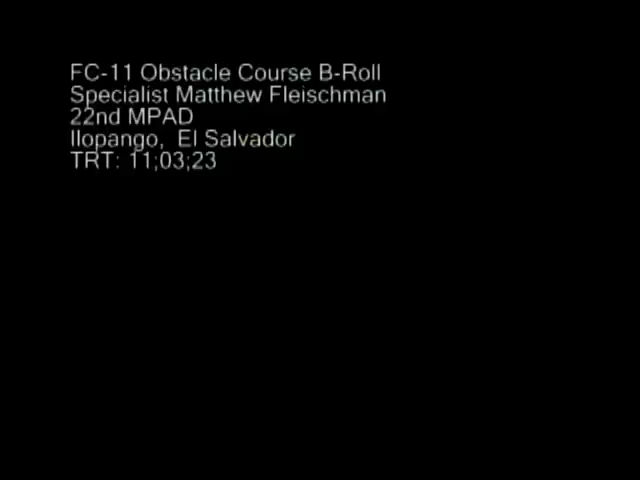 FC-11 Obstacle Course B-Roll
Specialist Matthew Fleischman
22nd MPAD
Ilopango, El Salvador
TRT: 11;03;23